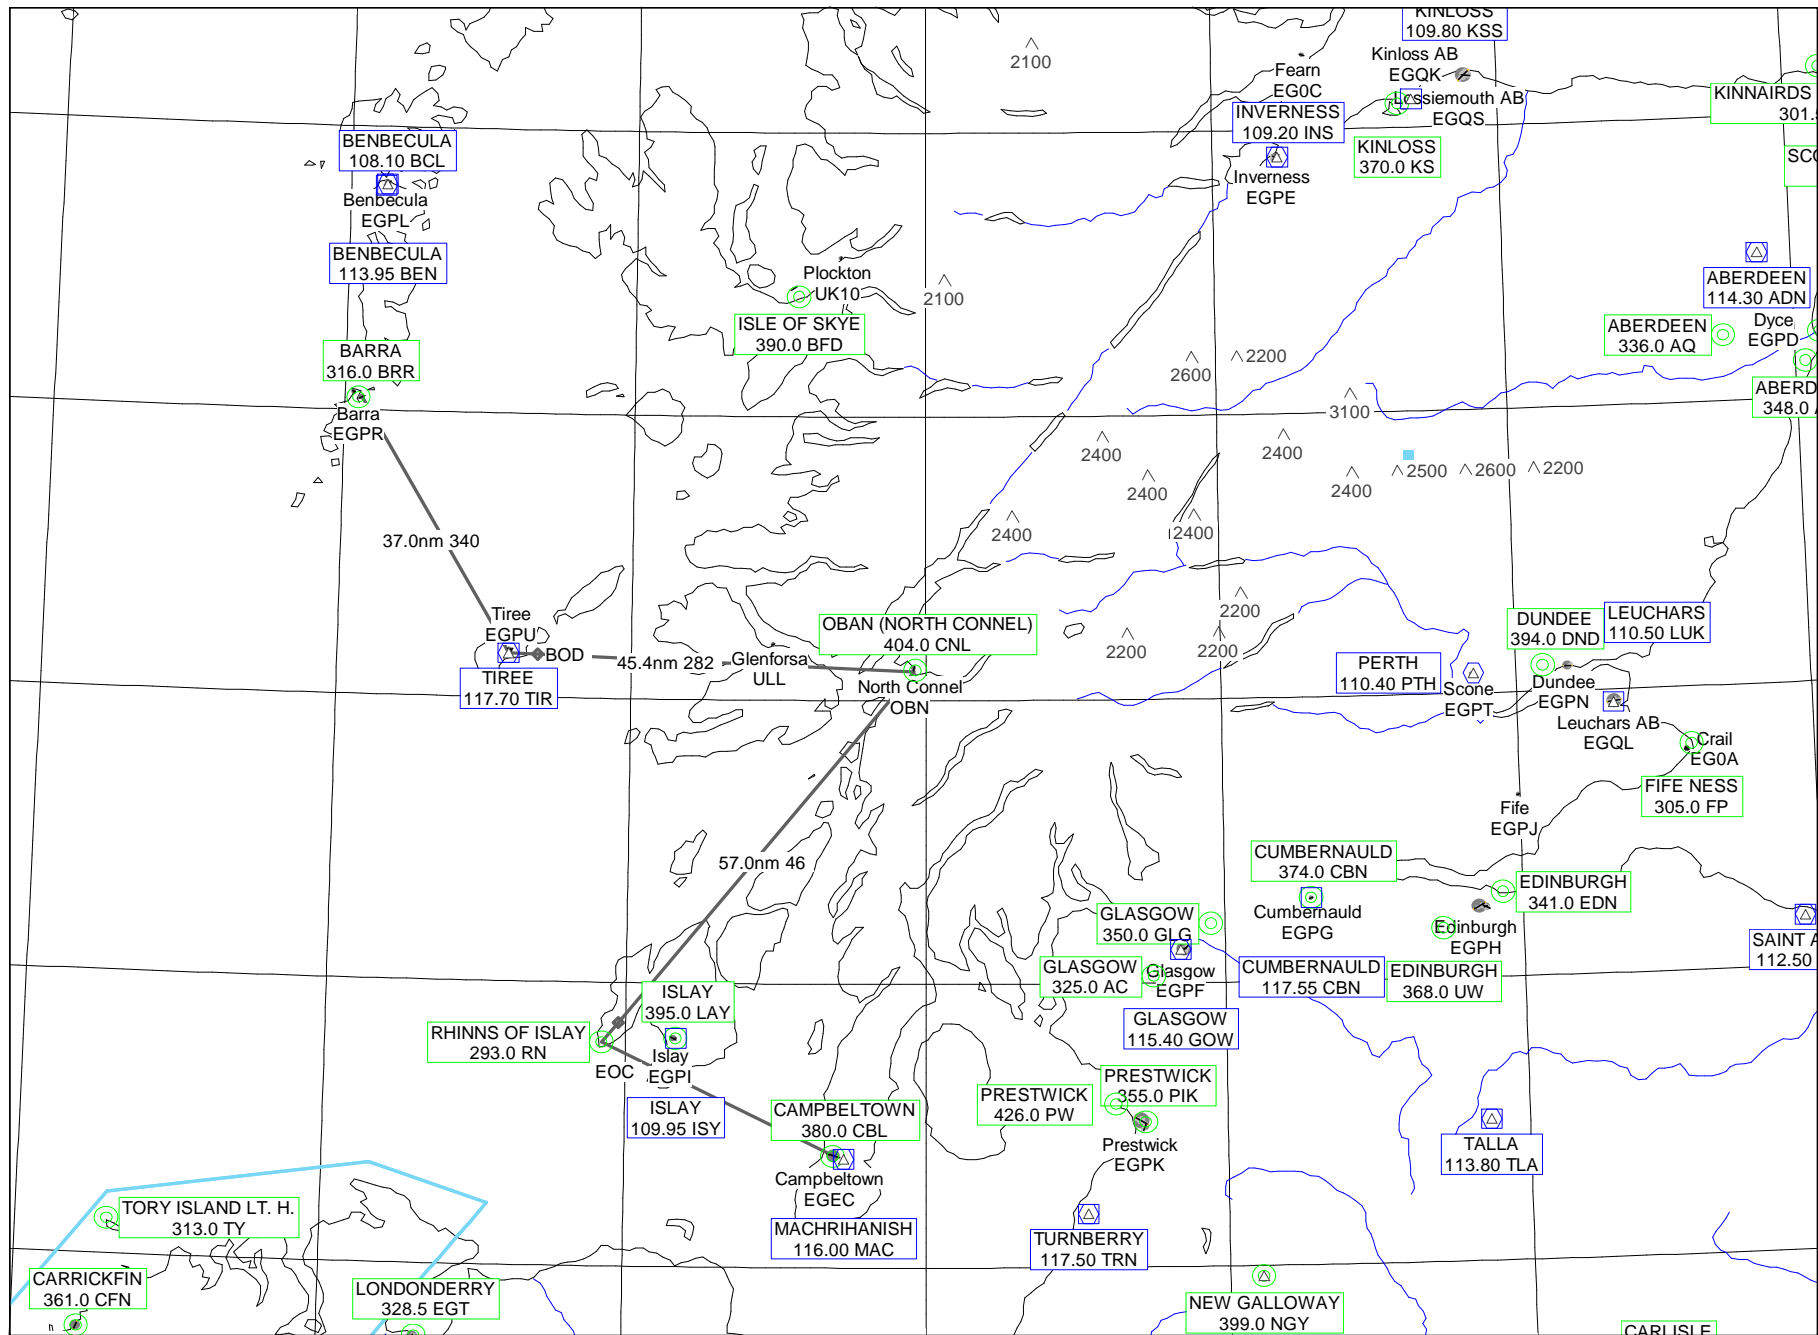 KINLOSS
109.80 KSS
2100
Kinloss AB
EGQK
Fearn
EG0C
Lossiemouth AB
EGQS
KINNAIRDS
301.
INVERNESS
109.20 INS
KINLOSS
370.0 KS
Inverness
EGPE
BENBECULA
108.10 BCL
Benbecula
EGPL
BENBECULA
113.95 BEN
Plockton
UK10
2100
ISLE OF SKYE
390.0 BFD
ABERDEEN
114.30 ADN
ABERDEEN
336.0 AQ
Dyce
EGPD
ABERD
348.0
BARRA
316.0 BRR
Barra
EGPR
2600
2200
3100
2400
2400
2400
2400
2500
2600
2200
2400
2400
37.0nm 340
Tiree
EGPU
BOD
TIREE
117.70 TIR
45.4nm 282
Glenforsa
ULL
OBAN (NORTH CONNEL)
404.0 CNL
North Connel
OBN
2200
2200
2200
PERTH
110.40 PTH
Scone
EGPT
DUNDEE
394.0 DND
LEUCHARS
110.50 LUK
Dundee
EGPN
Leuchars AB
EGQL
Crail
EG0A
FIFE NESS
305.0 FP
Fife
EGPJ
57.0nm 46
CUMBERNAULD
374.0 CBN
Cumbernauld
EGPG
EDINBURGH
341.0 EDN
Edinburgh
EGPH
GLASGOW
350.0 GLG
GLASGOW
325.0 AC
Glasgow
EGPF
CUMBERNAULD
117.55 CBN
EDINBURGH
368.0 UW
SAINT A
112.50
GLASGOW
115.40 GOW
ISLAY
395.0 LAY
RHINNS OF ISLAY
293.0 RN
EOC
Islay
EGPI
ISLAY
109.95 ISY
CAMPBELTOWN
380.0 CBL
Campbeltown
EGEC
MACHRIHANISH
116.00 MAC
PRESTWICK
426.0 PW
PRESTWICK
355.0 PIK
Prestwick
EGPK
TALLA
113.80 TLA
TURNBERRY
117.50 TRN
NEW GALLOWAY
399.0 NGY
TORY ISLAND LT. H.
313.0 TY
CARRICKFIN
361.0 CFN
LONDONDERRY
328.5 EGT
CARLISLE